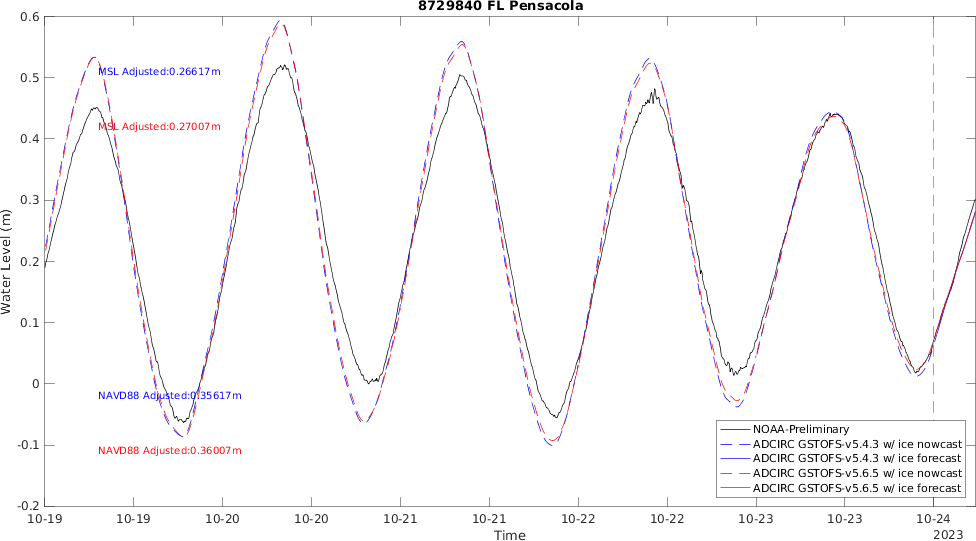 8729840 FL Pensacola
0.6
0.5
0.4
0.3
0.2
0.1
0
-0.1
-0.2
Water Level (m)
MSL Adjusted:0.26617m
MSL Adjusted:0.27007m
NAVD88 Adjusted:0.35617m
NAVD88 Adjusted:0.36007m
NOAA-Preliminary
ADCIRC GSTOFS-v5.4.3 w/ ice nowcast
ADCIRC GSTOFS-v5.4.3 w/ ice forecast
ADCIRC GSTOFS-v5.6.5 w/ ice nowcast
ADCIRC GSTOFS-v5.6.5 w/ ice forecast
10-19 10-19 10-20 10-20 10-21 10-21 10-22 10-22 10-23 10-23 10-24
Time
2023